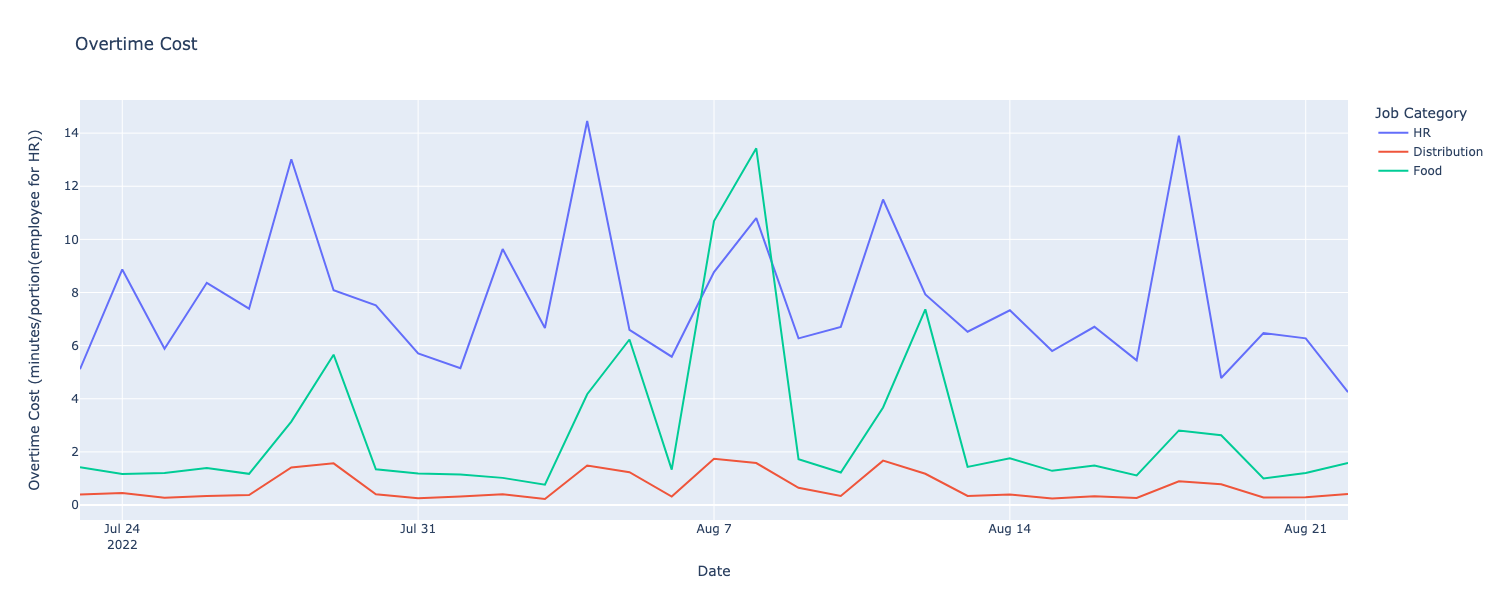 Overtime Cost
Overtime Cost (minutes/portion(employee for HR))
14
12
10
8
6
4
2
0
Jul 24
2022
Jul 31
Aug 7
Aug 14
Aug 21
Date
Job Category
HR
Distribution
Food